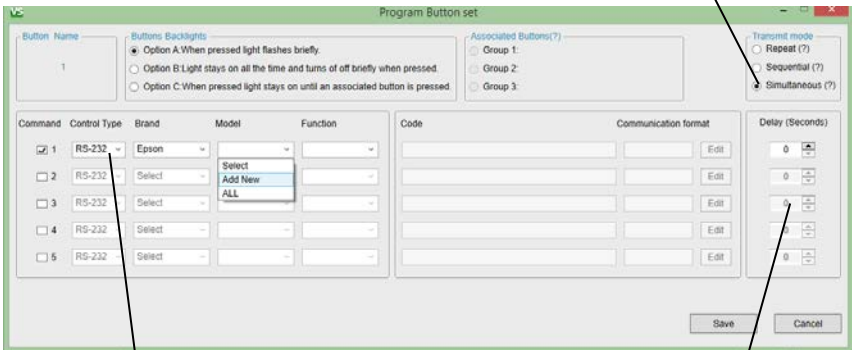 VS Program Button set
Button Name
1
Buttons Backlights
Option A:When pressed light flashes briefly.
Option B:Light stays on all the time and turns of off briefly when pressed.
Option C:When pressed light stays on until an associated button is pressed.
Associated Buttons(?)
Group 1:
Group 2:
Group 3:
Transmit mode
Repeat (?)
Sequential (?)
Simultaneous (?)
Command Control Type Brand Model Function Code Communication format Delay (Seconds)
1 RS-232 Epson Edit 0
Select
Add New
ALL
2 RS-232 Select Edit 0
3 RS-232 Select Edit 0
4 RS-232 Select Edit 0
5 RS-232 Select Edit 0
Save Cancel